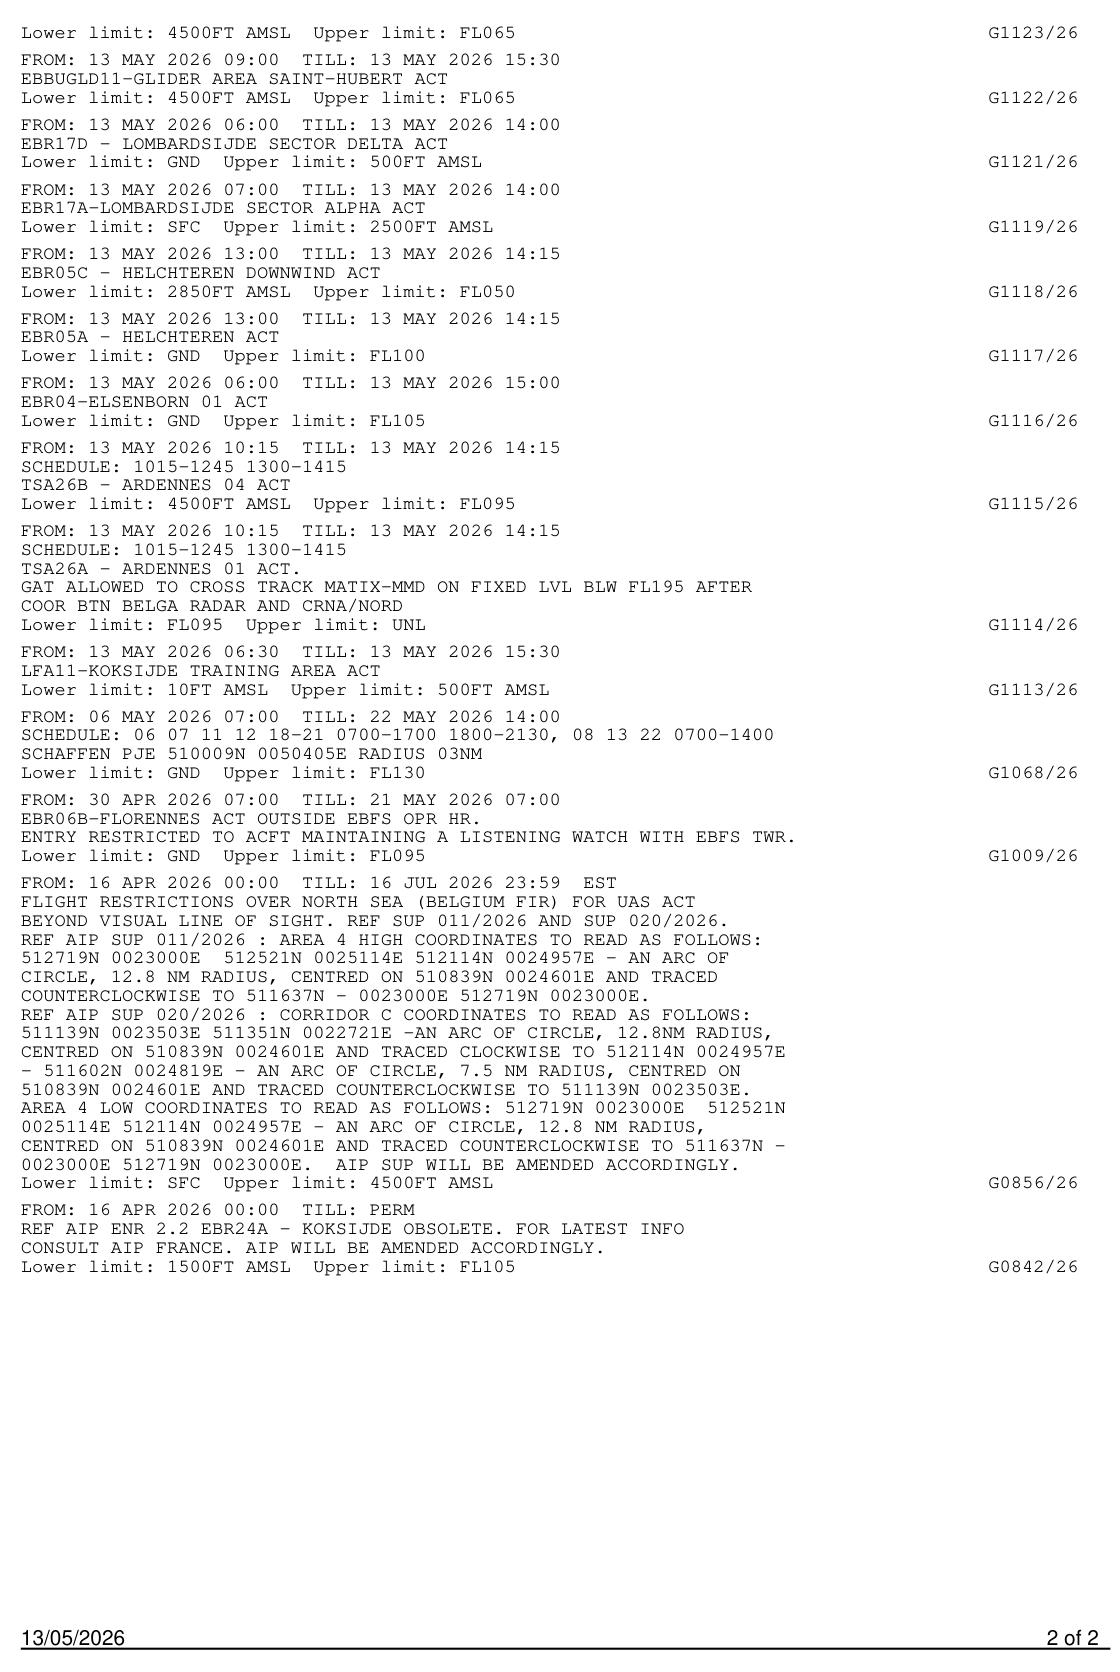 Lower limit: 4500FT AMSL  Upper limit: FL065 G1123/26
FROM: 13 MAY 2026 09:00  TILL: 13 MAY 2026 15:30
EBBUGLD11-GLIDER AREA SAINT-HUBERT ACT
Lower limit: 4500FT AMSL  Upper limit: FL065 G1122/26
FROM: 13 MAY 2026 06:00  TILL: 13 MAY 2026 14:00
EBR17D - LOMBARDSIJDE SECTOR DELTA ACT
Lower limit: GND  Upper limit: 500FT AMSL G1121/26
FROM: 13 MAY 2026 07:00  TILL: 13 MAY 2026 14:00
EBR17A-LOMBARDSIJDE SECTOR ALPHA ACT
Lower limit: SFC  Upper limit: 2500FT AMSL G1119/26
FROM: 13 MAY 2026 13:00  TILL: 13 MAY 2026 14:15
EBR05C - HELCHTEREN DOWNWIND ACT
Lower limit: 2850FT AMSL  Upper limit: FL050 G1118/26
FROM: 13 MAY 2026 13:00  TILL: 13 MAY 2026 14:15
EBR05A - HELCHTEREN ACT
Lower limit: GND  Upper limit: FL100 G1117/26
FROM: 13 MAY 2026 06:00  TILL: 13 MAY 2026 15:00
EBR04-ELSENBORN 01 ACT
Lower limit: GND  Upper limit: FL105 G1116/26
FROM: 13 MAY 2026 10:15  TILL: 13 MAY 2026 14:15
SCHEDULE: 1015-1245 1300-1415
TSA26B - ARDENNES 04 ACT
Lower limit: 4500FT AMSL  Upper limit: FL095 G1115/26
FROM: 13 MAY 2026 10:15  TILL: 13 MAY 2026 14:15
SCHEDULE: 1015-1245 1300-1415
TSA26A - ARDENNES 01 ACT.
GAT ALLOWED TO CROSS TRACK MATIX-MMD ON FIXED LVL BLW FL195 AFTER
COOR BTN BELGA RADAR AND CRNA/NORD
Lower limit: FL095  Upper limit: UNL G1114/26
FROM: 13 MAY 2026 06:30  TILL: 13 MAY 2026 15:30
LFA11-KOKSIJDE TRAINING AREA ACT
Lower limit: 10FT AMSL  Upper limit: 500FT AMSL G1113/26
FROM: 06 MAY 2026 07:00  TILL: 22 MAY 2026 14:00
SCHEDULE: 06 07 11 12 18-21 0700-1700 1800-2130, 08 13 22 0700-1400
SCHAFFEN PJE 510009N 0050405E RADIUS 03NM
Lower limit: GND  Upper limit: FL130 G1068/26
FROM: 30 APR 2026 07:00  TILL: 21 MAY 2026 07:00
EBR06B-FLORENNES ACT OUTSIDE EBFS OPR HR.
ENTRY RESTRICTED TO ACFT MAINTAINING A LISTENING WATCH WITH EBFS TWR.
Lower limit: GND  Upper limit: FL095 G1009/26
FROM: 16 APR 2026 00:00  TILL: 16 JUL 2026 23:59  EST
FLIGHT RESTRICTIONS OVER NORTH SEA (BELGIUM FIR) FOR UAS ACT
BEYOND VISUAL LINE OF SIGHT. REF SUP 011/2026 AND SUP 020/2026.
REF AIP SUP 011/2026 : AREA 4 HIGH COORDINATES TO READ AS FOLLOWS:
512719N 0023000E  512521N 0025114E 512114N 0024957E - AN ARC OF
CIRCLE, 12.8 NM RADIUS, CENTRED ON 510839N 0024601E AND TRACED
COUNTERCLOCKWISE TO 511637N - 0023000E 512719N 0023000E.
REF AIP SUP 020/2026 : CORRIDOR C COORDINATES TO READ AS FOLLOWS:
511139N 0023503E 511351N 0022721E -AN ARC OF CIRCLE, 12.8NM RADIUS,
CENTRED ON 510839N 0024601E AND TRACED CLOCKWISE TO 512114N 0024957E
- 511602N 0024819E - AN ARC OF CIRCLE, 7.5 NM RADIUS, CENTRED ON
510839N 0024601E AND TRACED COUNTERCLOCKWISE TO 511139N 0023503E.
AREA 4 LOW COORDINATES TO READ AS FOLLOWS: 512719N 0023000E  512521N
0025114E 512114N 0024957E - AN ARC OF CIRCLE, 12.8 NM RADIUS,
CENTRED ON 510839N 0024601E AND TRACED COUNTERCLOCKWISE TO 511637N -
0023000E 512719N 0023000E.  AIP SUP WILL BE AMENDED ACCORDINGLY.
Lower limit: SFC  Upper limit: 4500FT AMSL G0856/26
FROM: 16 APR 2026 00:00  TILL: PERM
REF AIP ENR 2.2 EBR24A - KOKSIJDE OBSOLETE. FOR LATEST INFO
CONSULT AIP FRANCE. AIP WILL BE AMENDED ACCORDINGLY.
Lower limit: 1500FT AMSL  Upper limit: FL105 G0842/26
13/05/2026 2 of 2